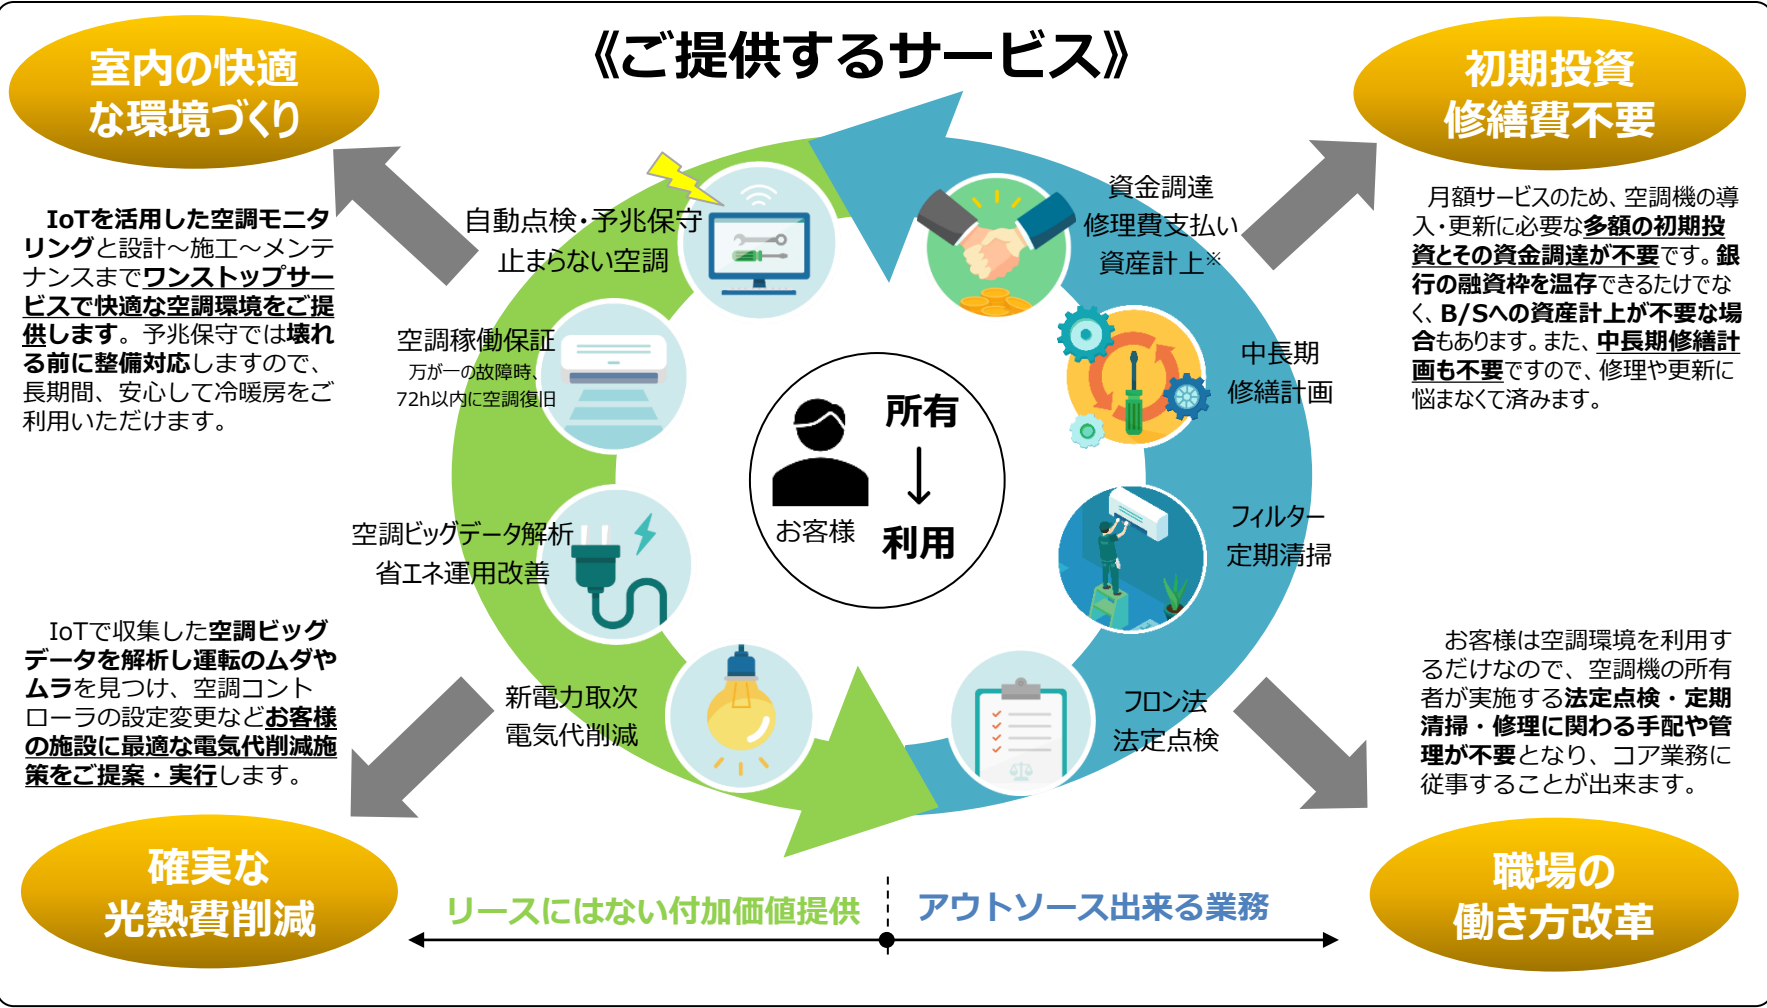 《ご提供するサービス》
室内の快適
な環境づくり
IoTを活用した空調モニタ
リングと設計～施工～メンテ
ナンスまでワンストップサー
ビスで快適な空調環境をご提
供します。予兆保守では壊れ
る前に整備対応しますので、
長期間、安心して冷暖房をご
利用いただけます。
初期投資
修繕費不要
月額サービスのため、空調機の導
入・更新に必要な多額の初期投
資とその資金調達が不要です。銀
行の融資枠を温存できるたけでな
く、B/Sへの資産計上が不要な場
合もあります。また、中長期修繕計
画も不要ですので、修理や更新に
悩まなくて済みます。
自動点検・予兆保守
止まらない空調
空調稼働保証
万が一の故障時、
72h以内に空調復旧
空調ビッグデータ解析
省エネ運用改善
新電力取次
電気代削減
資金調達
修理費支払い
資産計上※
中長期
修繕計画
フィルター
定期清掃
フロン法
法定点検
お客様
所有
↓
利用
IoTで収集した空調ビッグ
データを解析し運転のムダや
ムラを見つけ、空調コント
ローラの設定変更などお客様
の施設に最適な電気代削減施
策をご提案・実行します。
確実な
光熱費削減
お客様は空調環境を利用す
るだけなので、空調機の所有
者が実施する法定点検・定期
清掃・修理に関わる手配や管
理が不要となり、コア業務に
従事することが出来ます。
職場の
働き方改革
リースにはない付加価値提供
アウトソース出来る業務